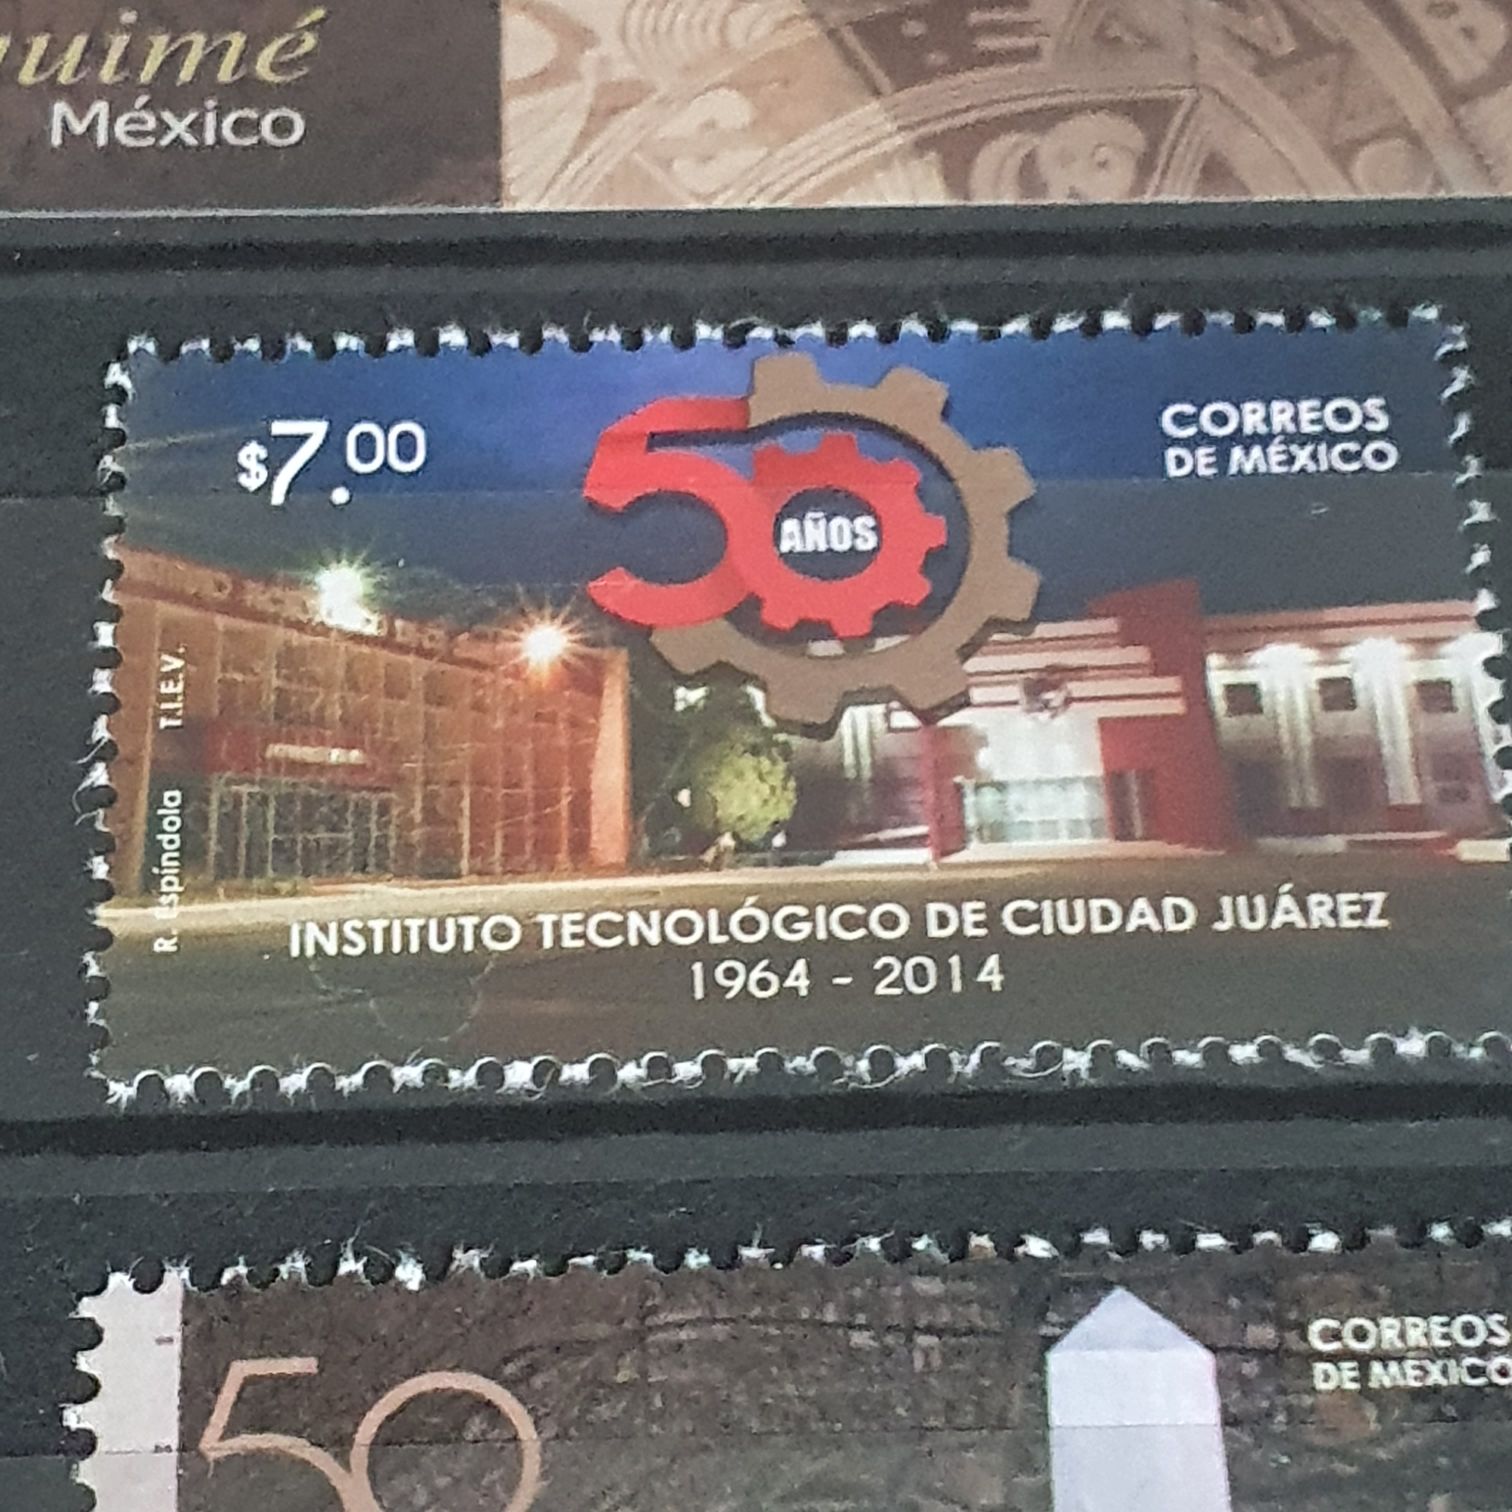 México
$7.00
50
AÑOS
CORREOS
DE MÉXICO
R. Espíndola T.I.E.V.
INSTITUTO TECNOLÓGICO DE CIUDAD JUÁREZ
1964 - 2014
50
CORREOS
DE MÉXICO